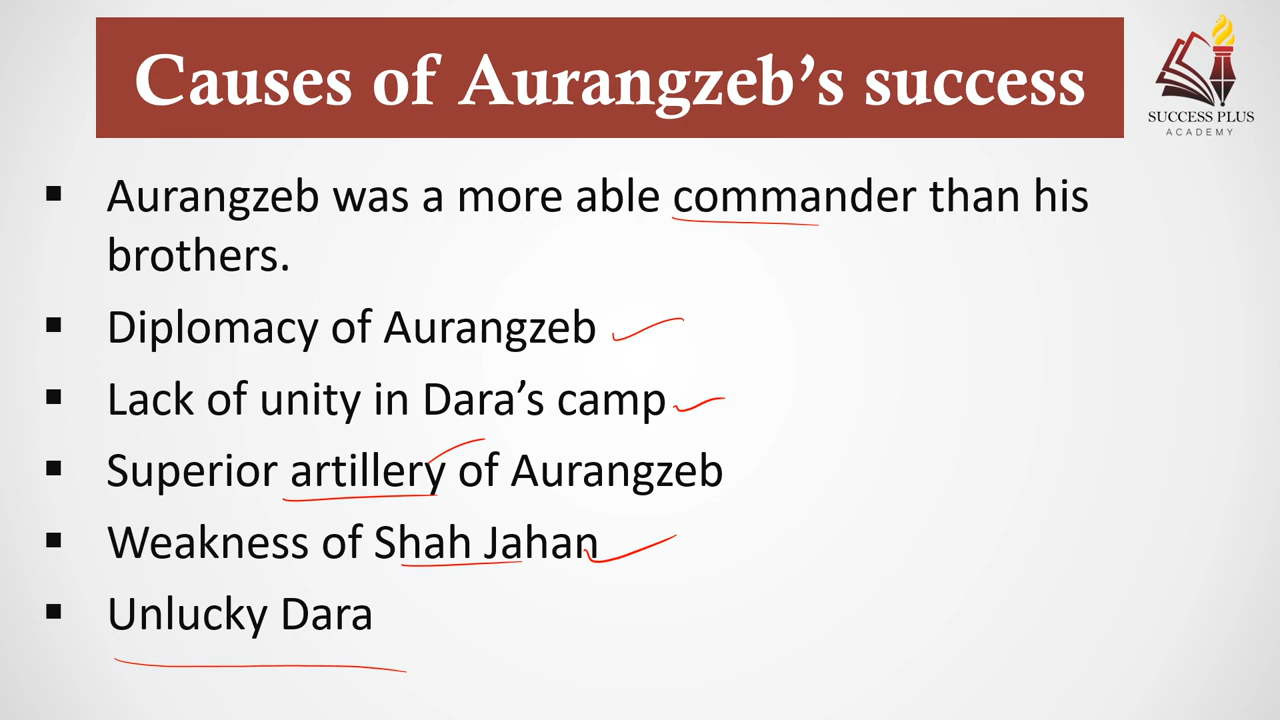 Causes of Aurangzeb's success
SUCCESS PLUS
ACADEMY
▪ Aurangzeb was a more able commander than his
brothers.
▪ Diplomacy of Aurangzeb
▪ Lack of unity in Dara's camp
▪ Superior artillery of Aurangzeb
▪ Weakness of Shah Jahan
▪ Unlucky Dara